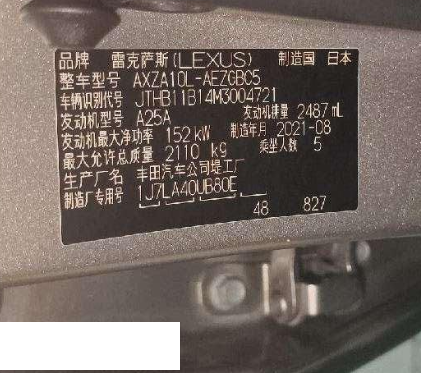 品牌 雷克萨斯(LEXUS) 制造国 日本
整车型号 AXZA10L-AEZGBC5
车辆识别代号 JTHB11B14M3004721
发动机型号 A25A 发动机排量 2487 mL
发动机最大净功率 152 kW 制造年月 2021-08
最大允许总质量 2110 kg 乘坐人数 5
生产厂名 丰田汽车公司堤工厂
制造厂专用号 1J7LA40UB80E
48 827